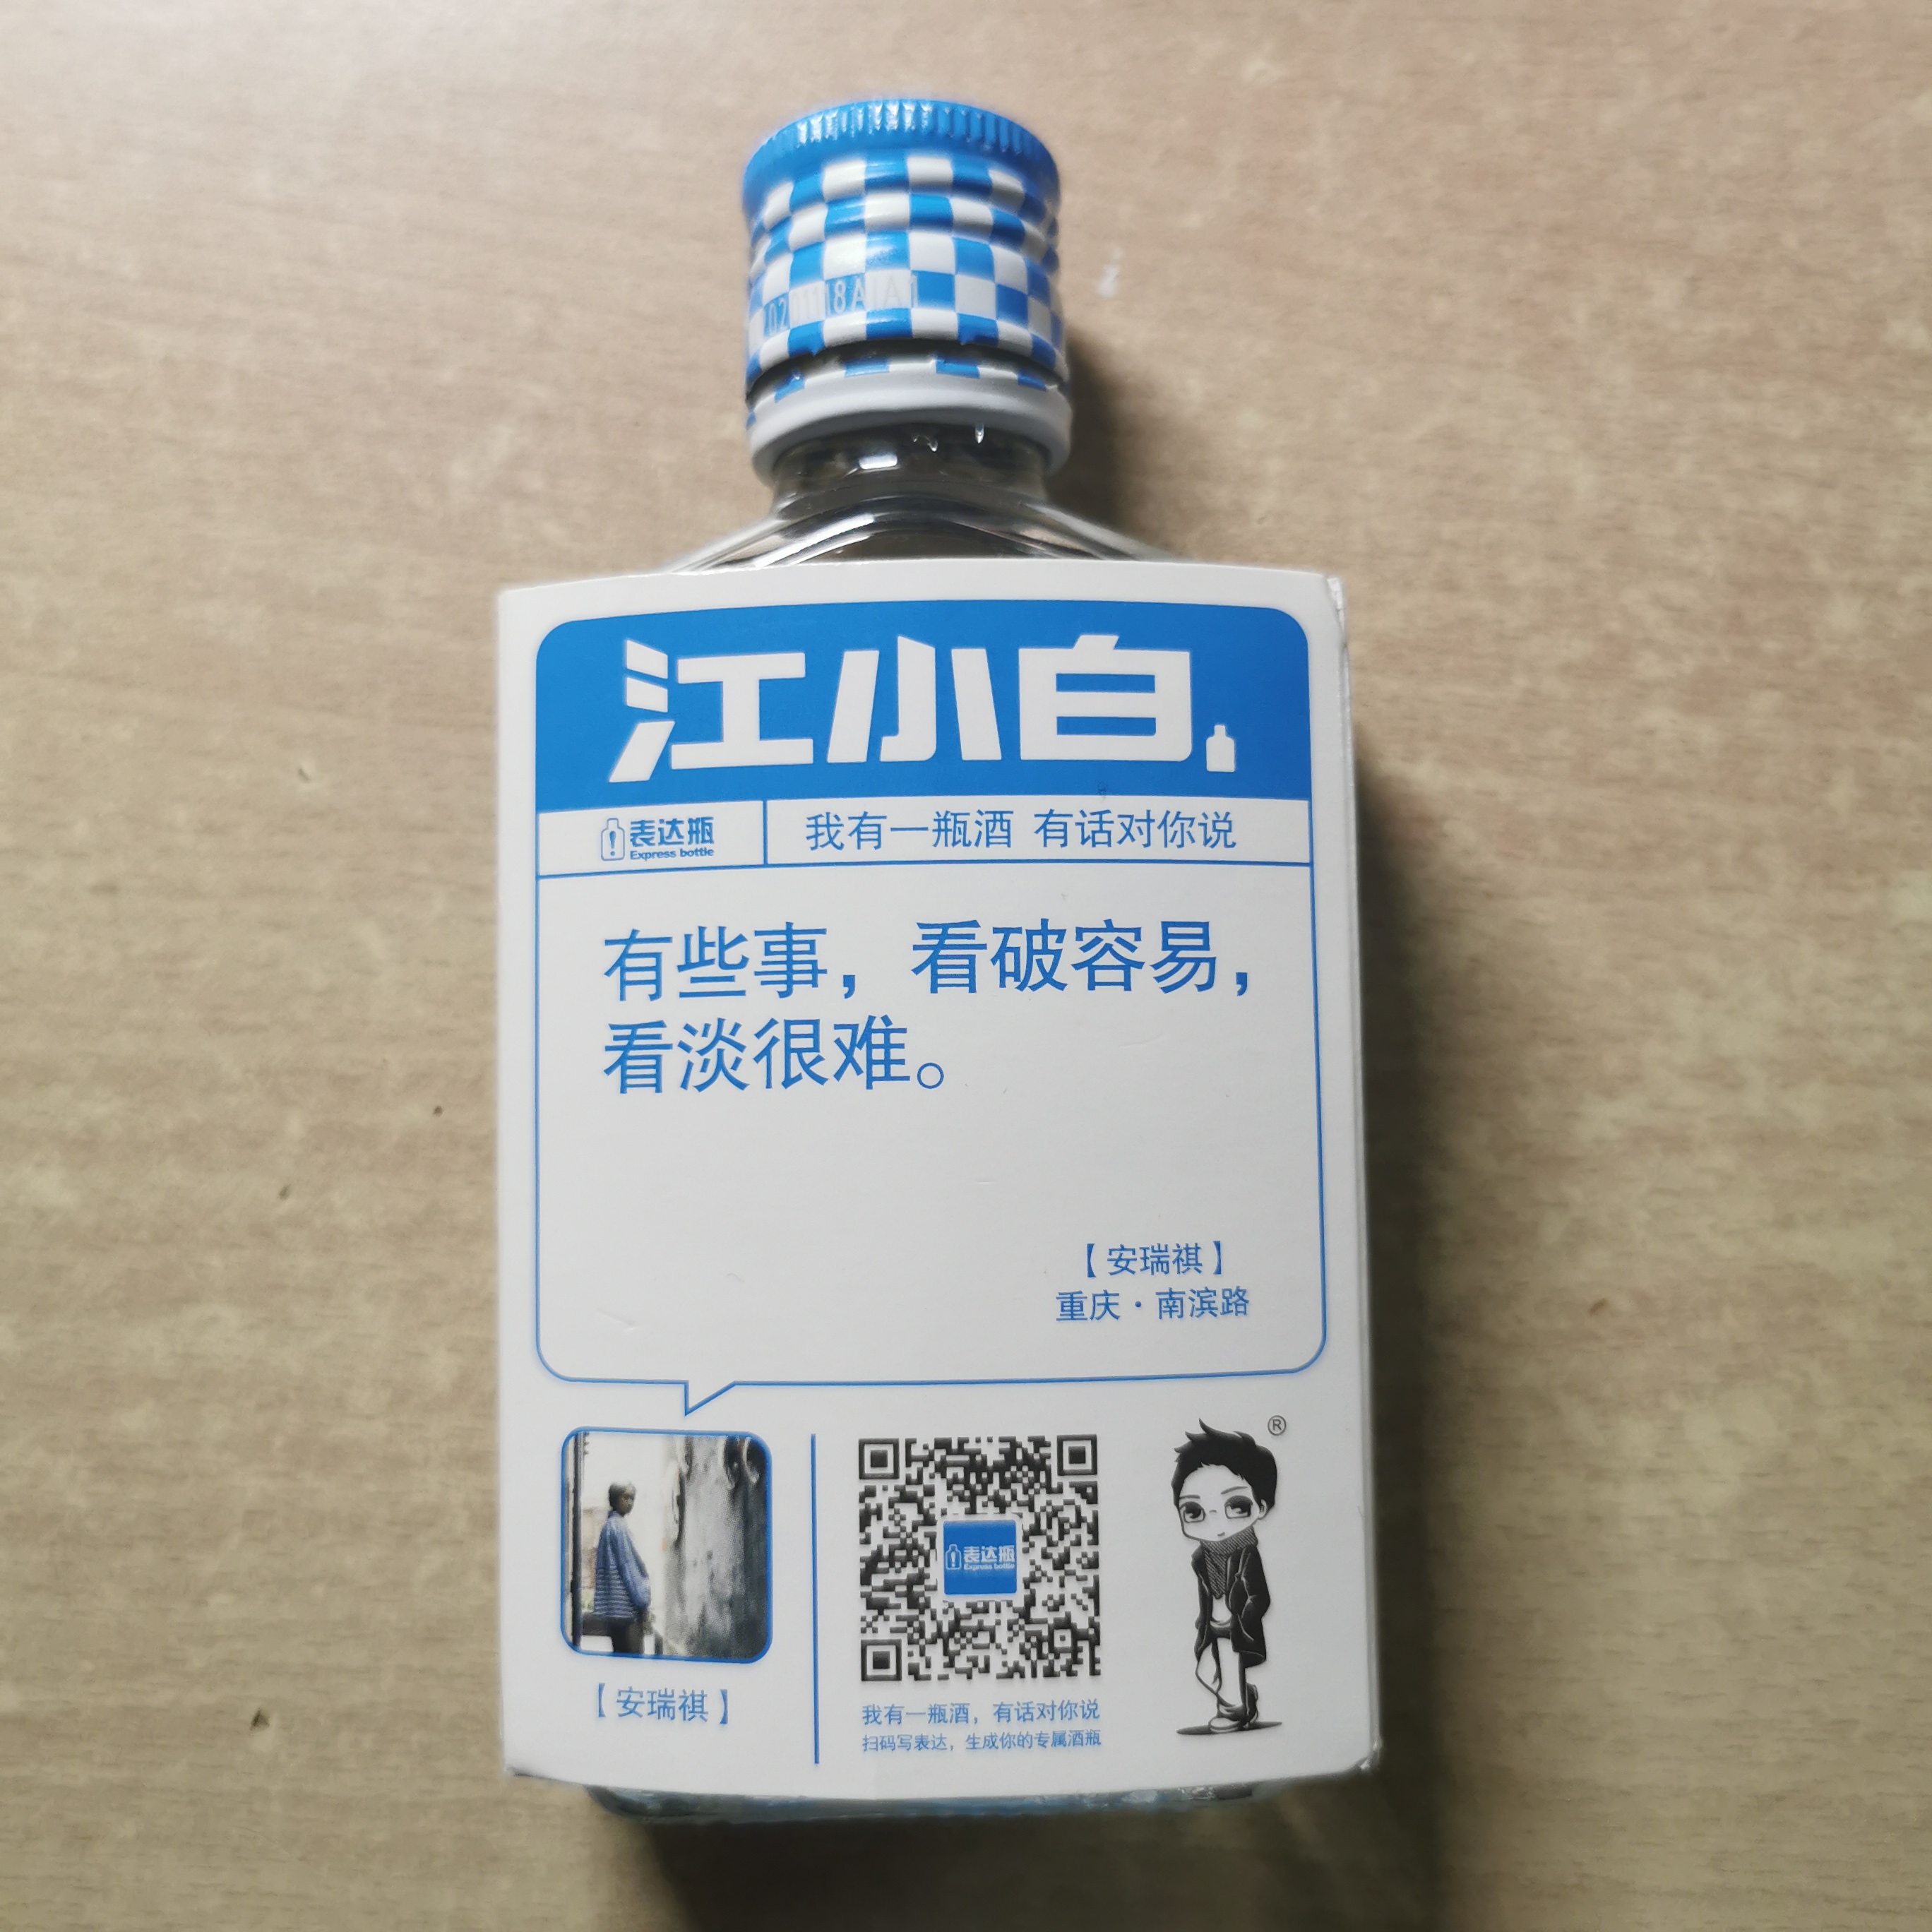 江小白
表达瓶
Express bottle
我有一瓶酒 有话对你说
有些事，看破容易，
看淡很难。
【安瑞祺】
重庆·南滨路
®
表达瓶
Express bottle
【安瑞祺】
我有一瓶酒，有话对你说
扫码写表达，生成你的专属酒瓶